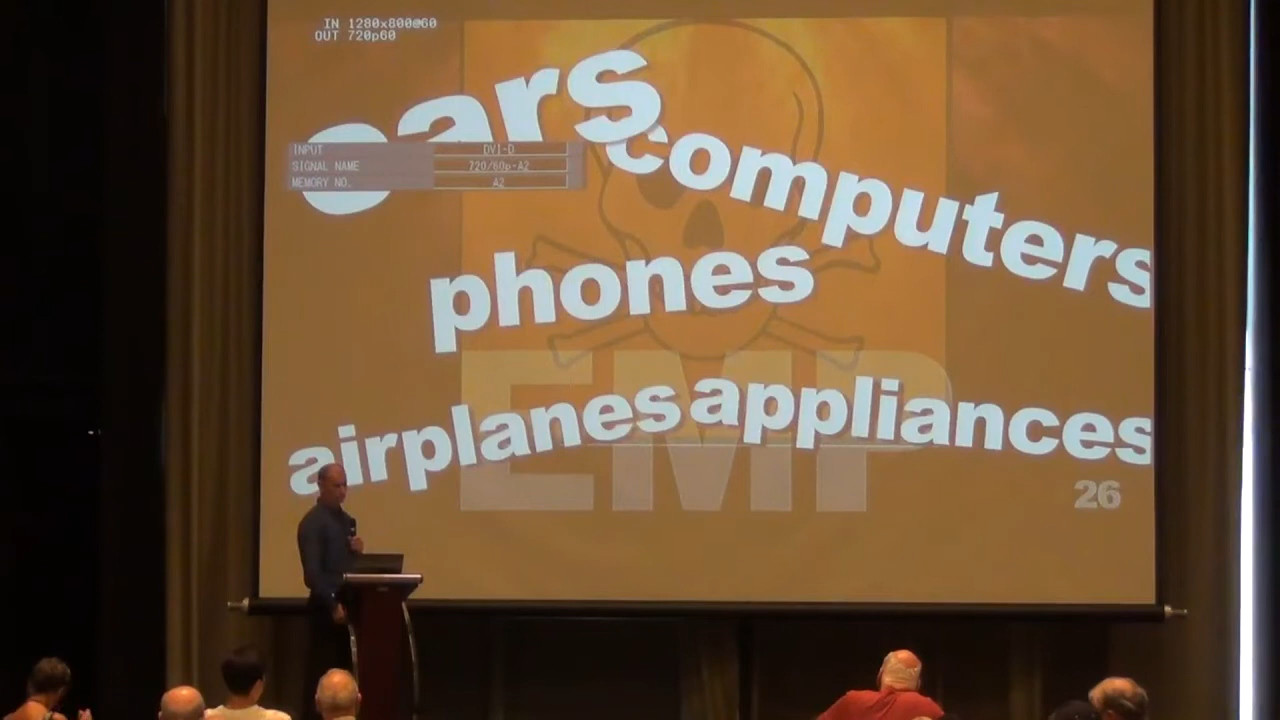 IN 1280x800@60
OUT 720p60
cars
INPUT DVI-D
SIGNAL NAME 720/60p-A2
MEMORY NO. A2
computers
phones
airplanes appliances
EMP
26